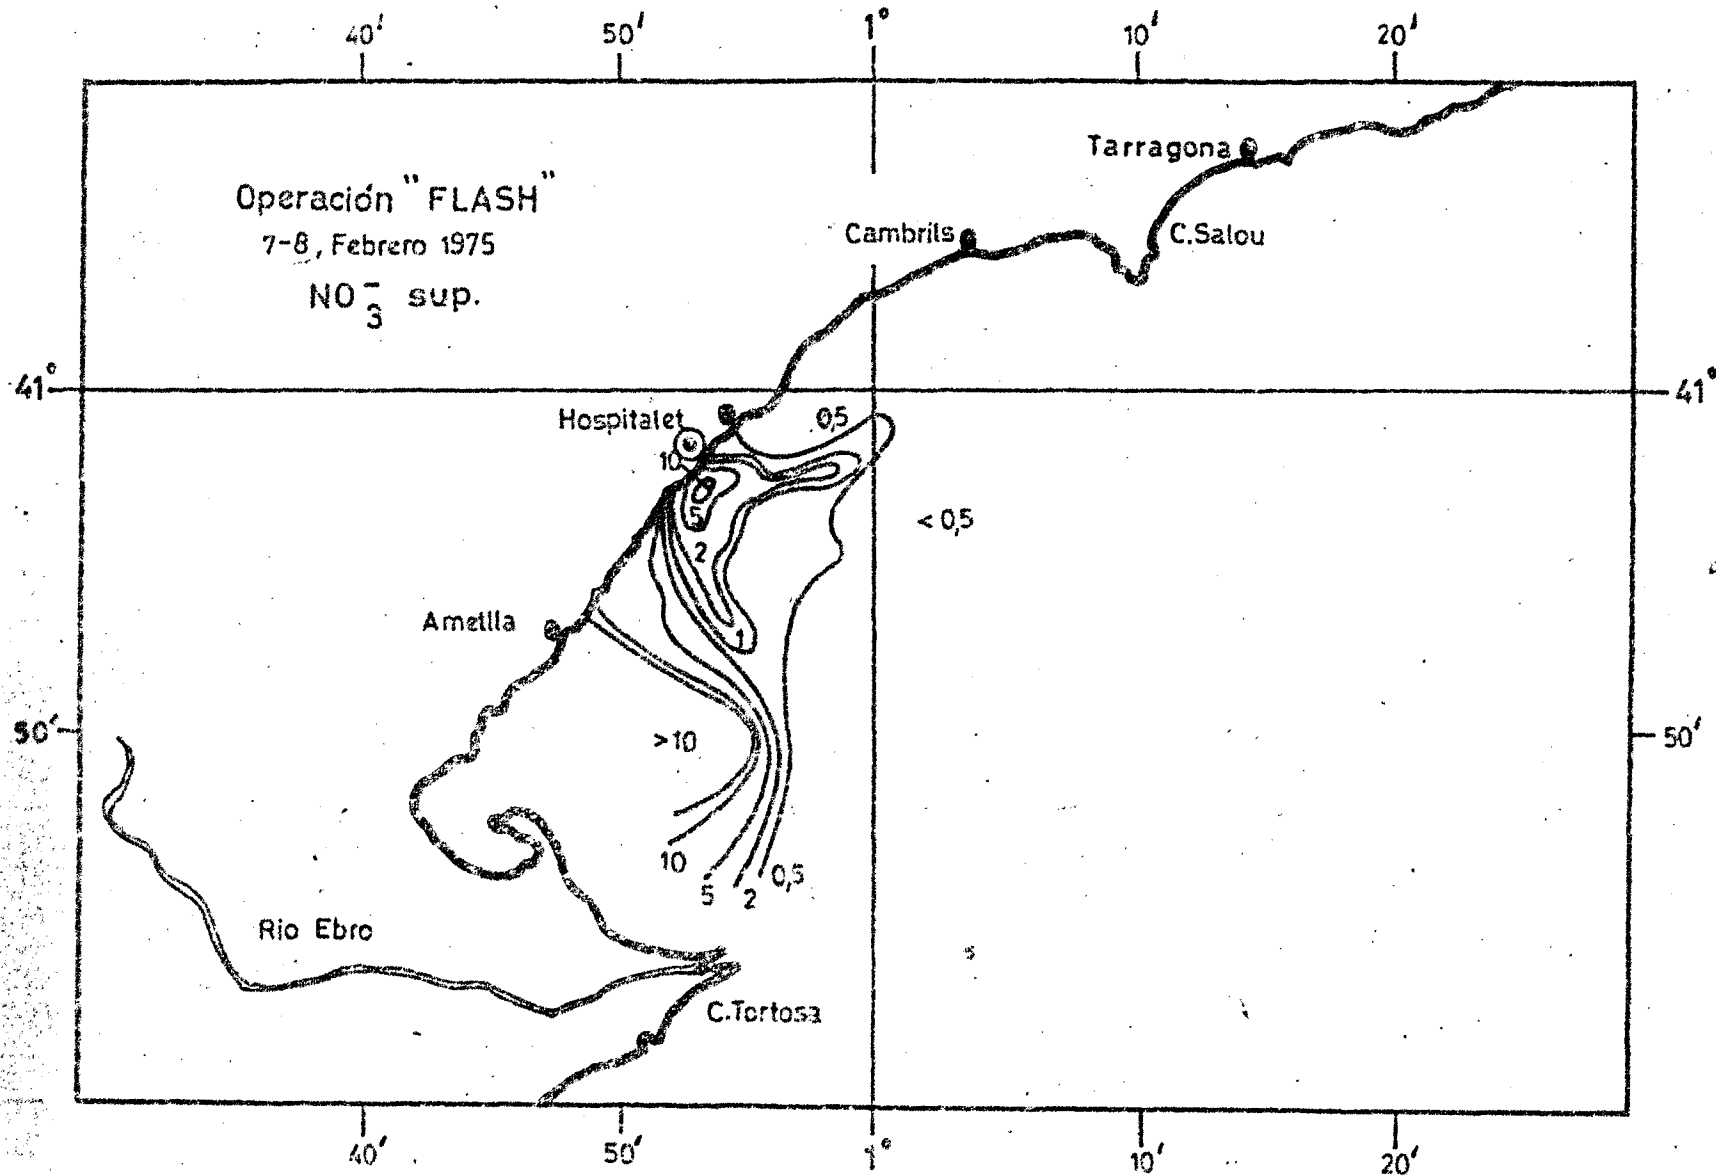 40' 50' 1° 10' 20'
Tarragona
Operación "FLASH"
7-8, Febrero 1975
NO₃⁻ sup.
Cambrils
C.Salou
41° 41°
Hospitalet
0,5
10
5
< 0,5
2
Ametlla
1
50' 50'
>10
10
5
2
0,5
Rio Ebro
C.Tortosa
40' 50' 1° 10' 20'